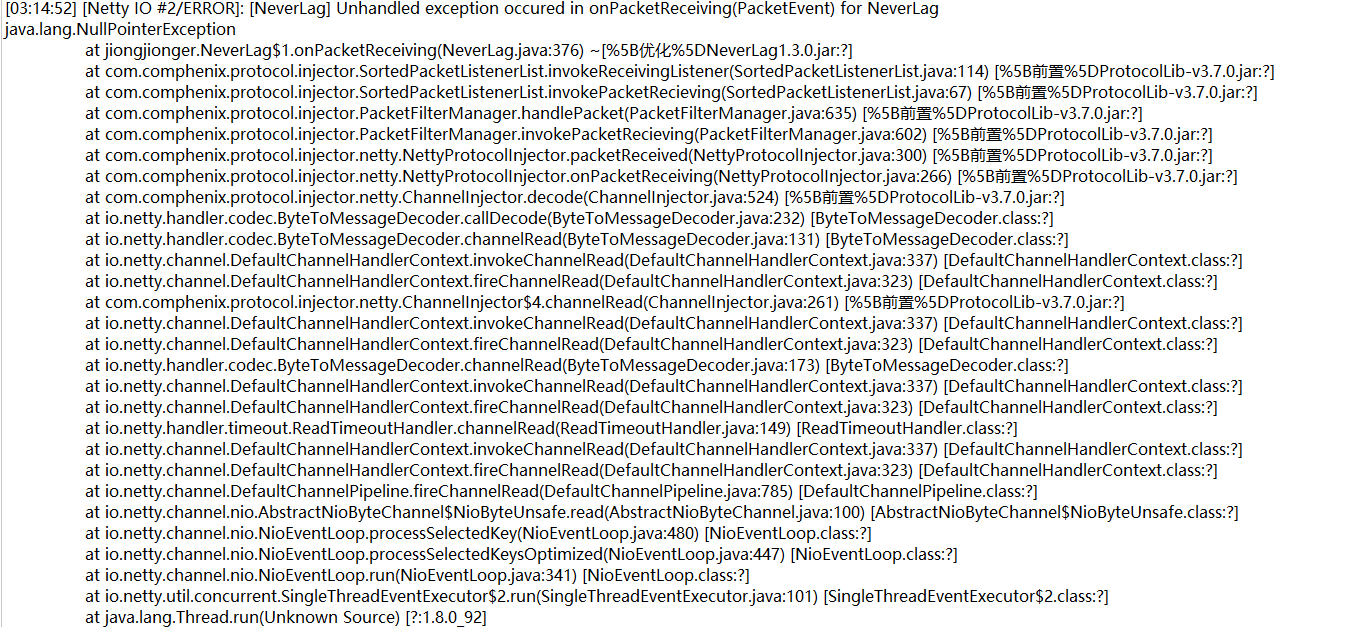 [03:14:52] [Netty IO #2/ERROR]: [NeverLag] Unhandled exception occured in onPacketReceiving(PacketEvent) for NeverLag
java.lang.NullPointerException
at jiongjionger.NeverLag$1.onPacketReceiving(NeverLag.java:376) ~[%5B优化%5DNeverLag1.3.0.jar:?]
at com.comphenix.protocol.injector.SortedPacketListenerList.invokeReceivingListener(SortedPacketListenerList.java:114) [%5B前置%5DProtocolLib-v3.7.0.jar:?]
at com.comphenix.protocol.injector.SortedPacketListenerList.invokePacketRecieving(SortedPacketListenerList.java:67) [%5B前置%5DProtocolLib-v3.7.0.jar:?]
at com.comphenix.protocol.injector.PacketFilterManager.handlePacket(PacketFilterManager.java:635) [%5B前置%5DProtocolLib-v3.7.0.jar:?]
at com.comphenix.protocol.injector.PacketFilterManager.invokePacketRecieving(PacketFilterManager.java:602) [%5B前置%5DProtocolLib-v3.7.0.jar:?]
at com.comphenix.protocol.injector.netty.NettyProtocolInjector.packetReceived(NettyProtocolInjector.java:300) [%5B前置%5DProtocolLib-v3.7.0.jar:?]
at com.comphenix.protocol.injector.netty.NettyProtocolInjector.onPacketReceiving(NettyProtocolInjector.java:266) [%5B前置%5DProtocolLib-v3.7.0.jar:?]
at com.comphenix.protocol.injector.netty.ChannelInjector.decode(ChannelInjector.java:524) [%5B前置%5DProtocolLib-v3.7.0.jar:?]
at io.netty.handler.codec.ByteToMessageDecoder.callDecode(ByteToMessageDecoder.java:232) [ByteToMessageDecoder.class:?]
at io.netty.handler.codec.ByteToMessageDecoder.channelRead(ByteToMessageDecoder.java:131) [ByteToMessageDecoder.class:?]
at io.netty.channel.DefaultChannelHandlerContext.invokeChannelRead(DefaultChannelHandlerContext.java:337) [DefaultChannelHandlerContext.class:?]
at io.netty.channel.DefaultChannelHandlerContext.fireChannelRead(DefaultChannelHandlerContext.java:323) [DefaultChannelHandlerContext.class:?]
at com.comphenix.protocol.injector.netty.ChannelInjector$4.channelRead(ChannelInjector.java:261) [%5B前置%5DProtocolLib-v3.7.0.jar:?]
at io.netty.channel.DefaultChannelHandlerContext.invokeChannelRead(DefaultChannelHandlerContext.java:337) [DefaultChannelHandlerContext.class:?]
at io.netty.channel.DefaultChannelHandlerContext.fireChannelRead(DefaultChannelHandlerContext.java:323) [DefaultChannelHandlerContext.class:?]
at io.netty.handler.codec.ByteToMessageDecoder.channelRead(ByteToMessageDecoder.java:173) [ByteToMessageDecoder.class:?]
at io.netty.channel.DefaultChannelHandlerContext.invokeChannelRead(DefaultChannelHandlerContext.java:337) [DefaultChannelHandlerContext.class:?]
at io.netty.channel.DefaultChannelHandlerContext.fireChannelRead(DefaultChannelHandlerContext.java:323) [DefaultChannelHandlerContext.class:?]
at io.netty.handler.timeout.ReadTimeoutHandler.channelRead(ReadTimeoutHandler.java:149) [ReadTimeoutHandler.class:?]
at io.netty.channel.DefaultChannelHandlerContext.invokeChannelRead(DefaultChannelHandlerContext.java:337) [DefaultChannelHandlerContext.class:?]
at io.netty.channel.DefaultChannelHandlerContext.fireChannelRead(DefaultChannelHandlerContext.java:323) [DefaultChannelHandlerContext.class:?]
at io.netty.channel.DefaultChannelPipeline.fireChannelRead(DefaultChannelPipeline.java:785) [DefaultChannelPipeline.class:?]
at io.netty.channel.nio.AbstractNioByteChannel$NioByteUnsafe.read(AbstractNioByteChannel.java:100) [AbstractNioByteChannel$NioByteUnsafe.class:?]
at io.netty.channel.nio.NioEventLoop.processSelectedKey(NioEventLoop.java:480) [NioEventLoop.class:?]
at io.netty.channel.nio.NioEventLoop.processSelectedKeysOptimized(NioEventLoop.java:447) [NioEventLoop.class:?]
at io.netty.channel.nio.NioEventLoop.run(NioEventLoop.java:341) [NioEventLoop.class:?]
at io.netty.util.concurrent.SingleThreadEventExecutor$2.run(SingleThreadEventExecutor.java:101) [SingleThreadEventExecutor$2.class:?]
at java.lang.Thread.run(Unknown Source) [?:1.8.0_92]